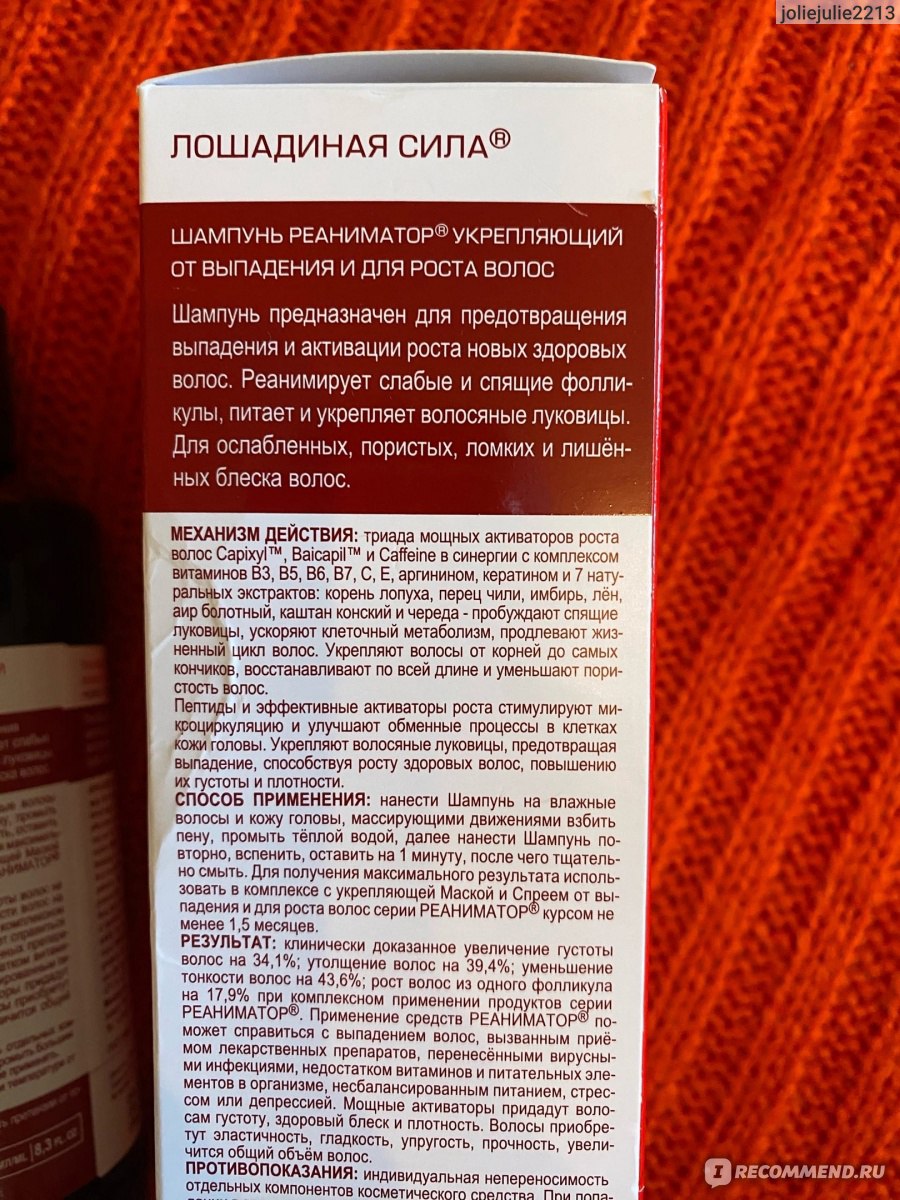 joliejulie2213
ЛОШАДИНАЯ СИЛА®
ШАМПУНЬ РЕАНИМАТОР® УКРЕПЛЯЮЩИЙ
ОТ ВЫПАДЕНИЯ И ДЛЯ РОСТА ВОЛОС
Шампунь предназначен для предотвращения
выпадения и активации роста новых здоровых
волос. Реанимирует слабые и спящие фолли-
кулы, питает и укрепляет волосяные луковицы.
Для ослабленных, пористых, ломких и лишён-
ных блеска волос.
МЕХАНИЗМ ДЕЙСТВИЯ: триада мощных активаторов роста
волос Capixyl™, Baicapil™ и Caffeine в синергии с комплексом
витаминов В3, В5, В6, В7, С, Е, аргинином, кератином и 7 нату-
ральных экстрактов: корень лопуха, перец чили, имбирь, лён,
аир болотный, каштан конский и череда - пробуждают спящие
луковицы, ускоряют клеточный метаболизм, продлевают жиз-
ненный цикл волос. Укрепляют волосы от корней до самых
кончиков, восстанавливают по всей длине и уменьшают пори-
стость волос.
Пептиды и эффективные активаторы роста стимулируют ми-
кроциркуляцию и улучшают обменные процессы в клетках
кожи головы. Укрепляют волосяные луковицы, предотвращая
выпадение, способствуя росту здоровых волос, повышению
их густоты и плотности.
СПОСОБ ПРИМЕНЕНИЯ: нанести Шампунь на влажные
волосы и кожу головы, массирующими движениями взбить
пену, промыть тёплой водой, далее нанести Шампунь по-
вторно, вспенить, оставить на 1 минуту, после чего тщатель-
но смыть. Для получения максимального результата исполь-
зовать в комплексе с укрепляющей Маской и Спреем от вы-
падения и для роста волос серии РЕАНИМАТОР® курсом не
менее 1,5 месяцев.
РЕЗУЛЬТАТ: клинически доказанное увеличение густоты
волос на 34,1%; утолщение волос на 39,4%; уменьшение
тонкости волос на 43,6%; рост волос из одного фолликула
на 17,9% при комплексном применении продуктов серии
РЕАНИМАТОР®. Применение средств РЕАНИМАТОР® по-
может справиться с выпадением волос, вызванным приё-
мом лекарственных препаратов, перенесёнными вирусны-
ми инфекциями, недостатком витаминов и питательных эле-
ментов в организме, несбалансированным питанием, стрес-
сом или депрессией. Мощные активаторы придадут воло-
сам густоту, здоровый блеск и плотность. Волосы приобре-
тут эластичность, гладкость, упругость, прочность, увели-
чится общий объём волос.
ПРОТИВОПОКАЗАНИЯ: индивидуальная непереносимость
отдельных компонентов косметического средства. При попа-
8,3 FL OZ
IRECOMMEND.RU